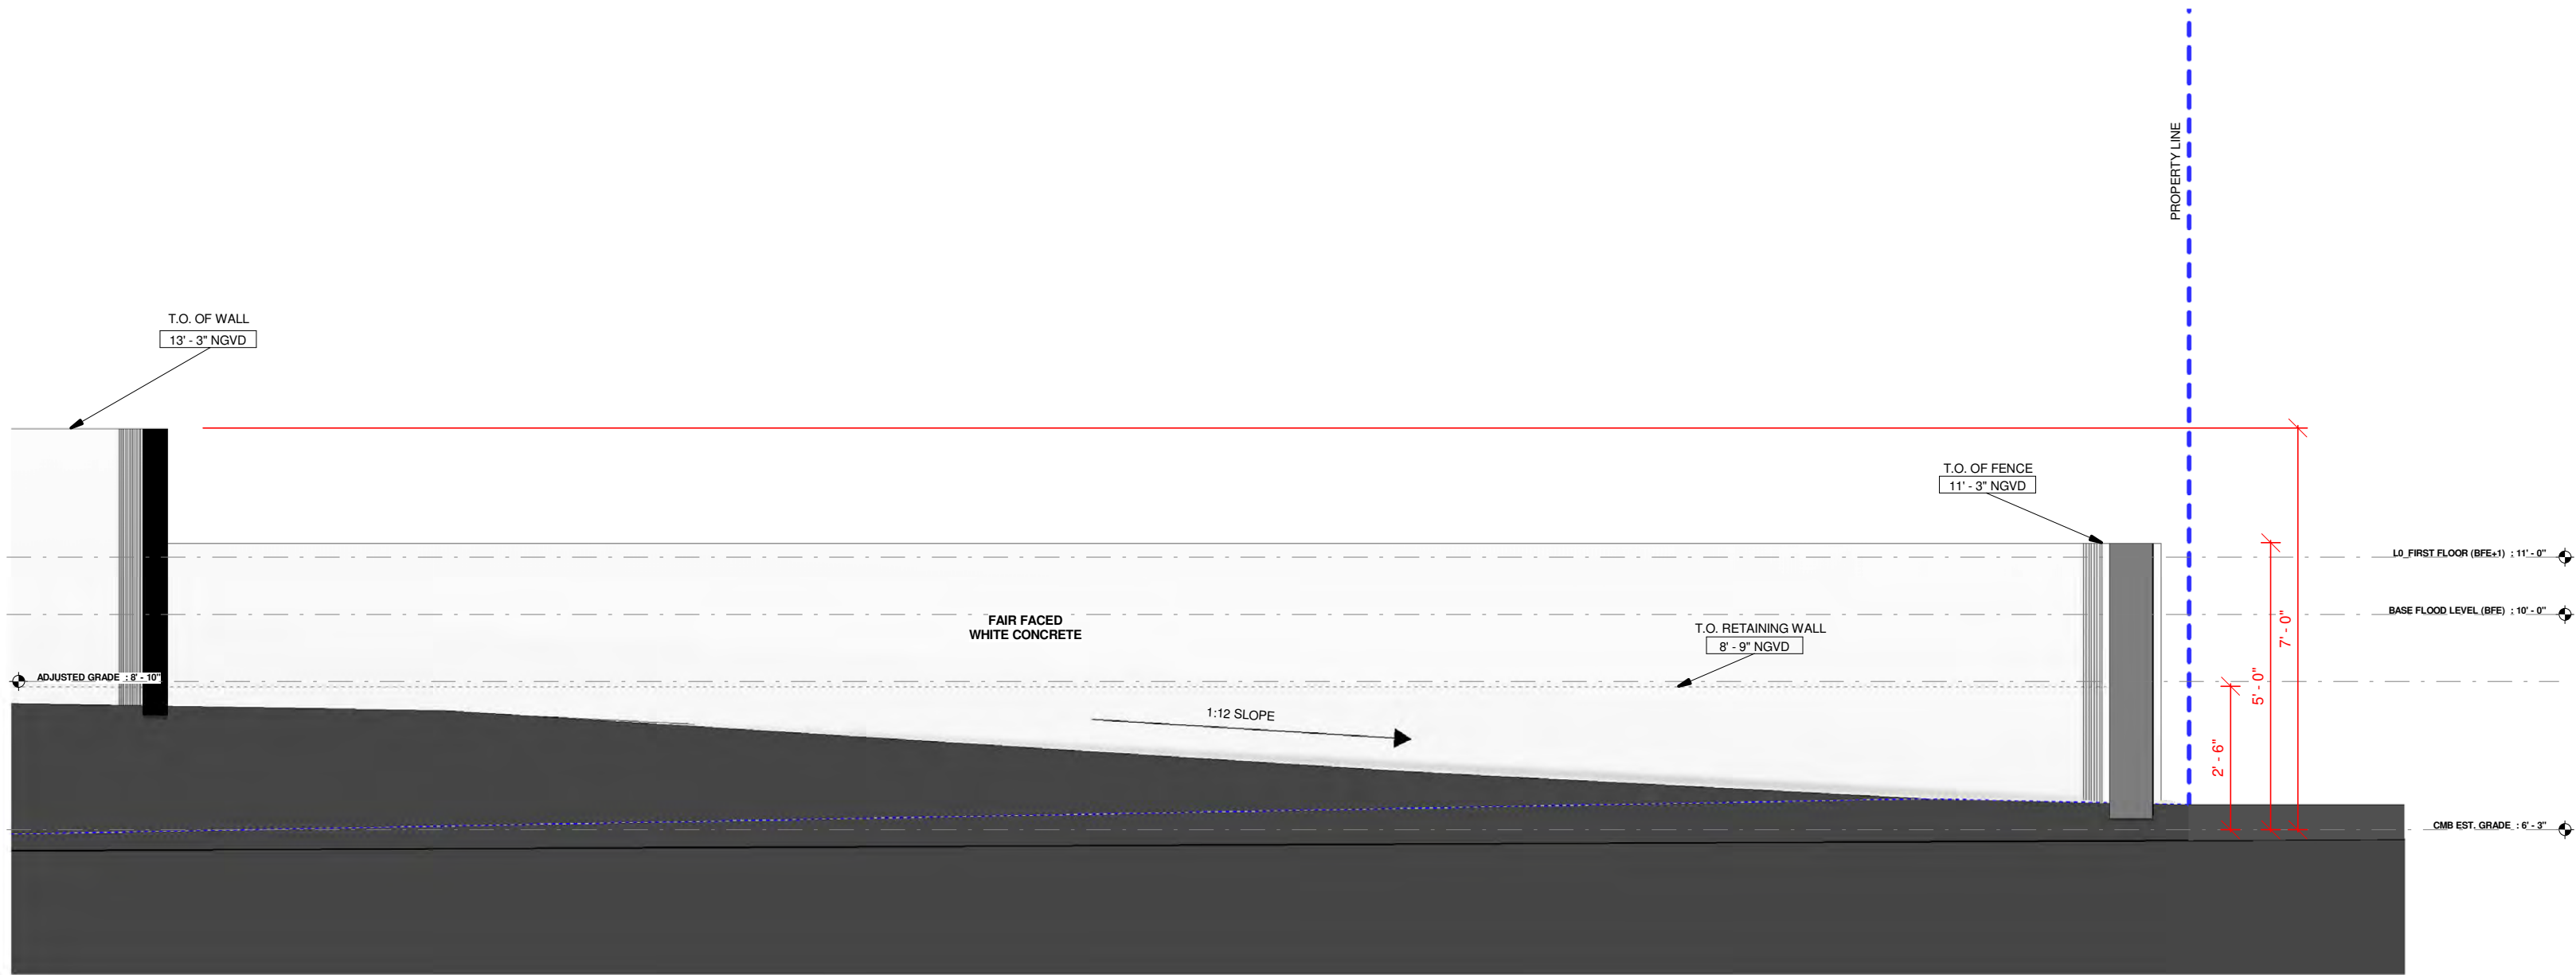 PROPERTY LINE
T.O. OF WALL
13' - 3" NGVD
T.O. OF FENCE
11' - 3" NGVD
L0_FIRST FLOOR (BFE+1) : 11' - 0"
BASE FLOOD LEVEL (BFE) : 10' - 0"
FAIR FACED
WHITE CONCRETE
T.O. RETAINING WALL
8' - 9" NGVD
7' - 0"
5' - 0"
2' - 6"
ADJUSTED GRADE : 8' - 10"
1:12 SLOPE
CMB EST. GRADE : 6' - 3"